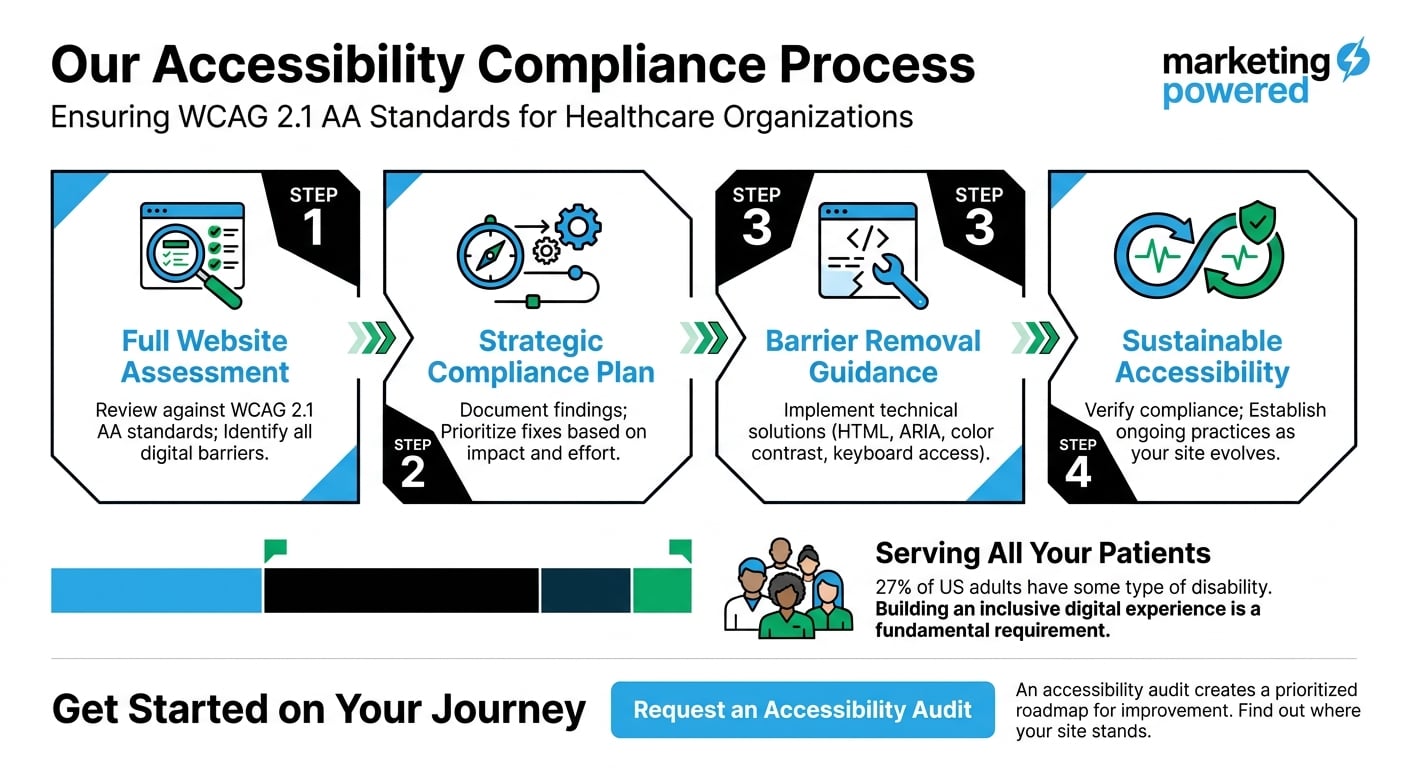 Our Accessibility Compliance Process
Ensuring WCAG 2.1 AA Standards for Healthcare Organizations
marketing
powered
STEP
1
Full Website
Assessment
Review against WCAG 2.1
AA standards; Identify all
digital barriers.
Strategic
Compliance Plan
Document findings;
Prioritize fixes based on
impact and effort.
STEP
2
STEP
3
</>
STEP
3
Barrier Removal
Guidance
Implement technical
solutions (HTML, ARIA, color
contrast, keyboard access).
Sustainable
Accessibility
Verify compliance; Establish
ongoing practices as
your site evolves.
STEP
4
Serving All Your Patients
27% of US adults have some type of disability.
Building an inclusive digital experience is a
fundamental requirement.
Get Started on Your Journey
Request an Accessibility Audit
An accessibility audit creates a prioritized
roadmap for improvement. Find out where
your site stands.